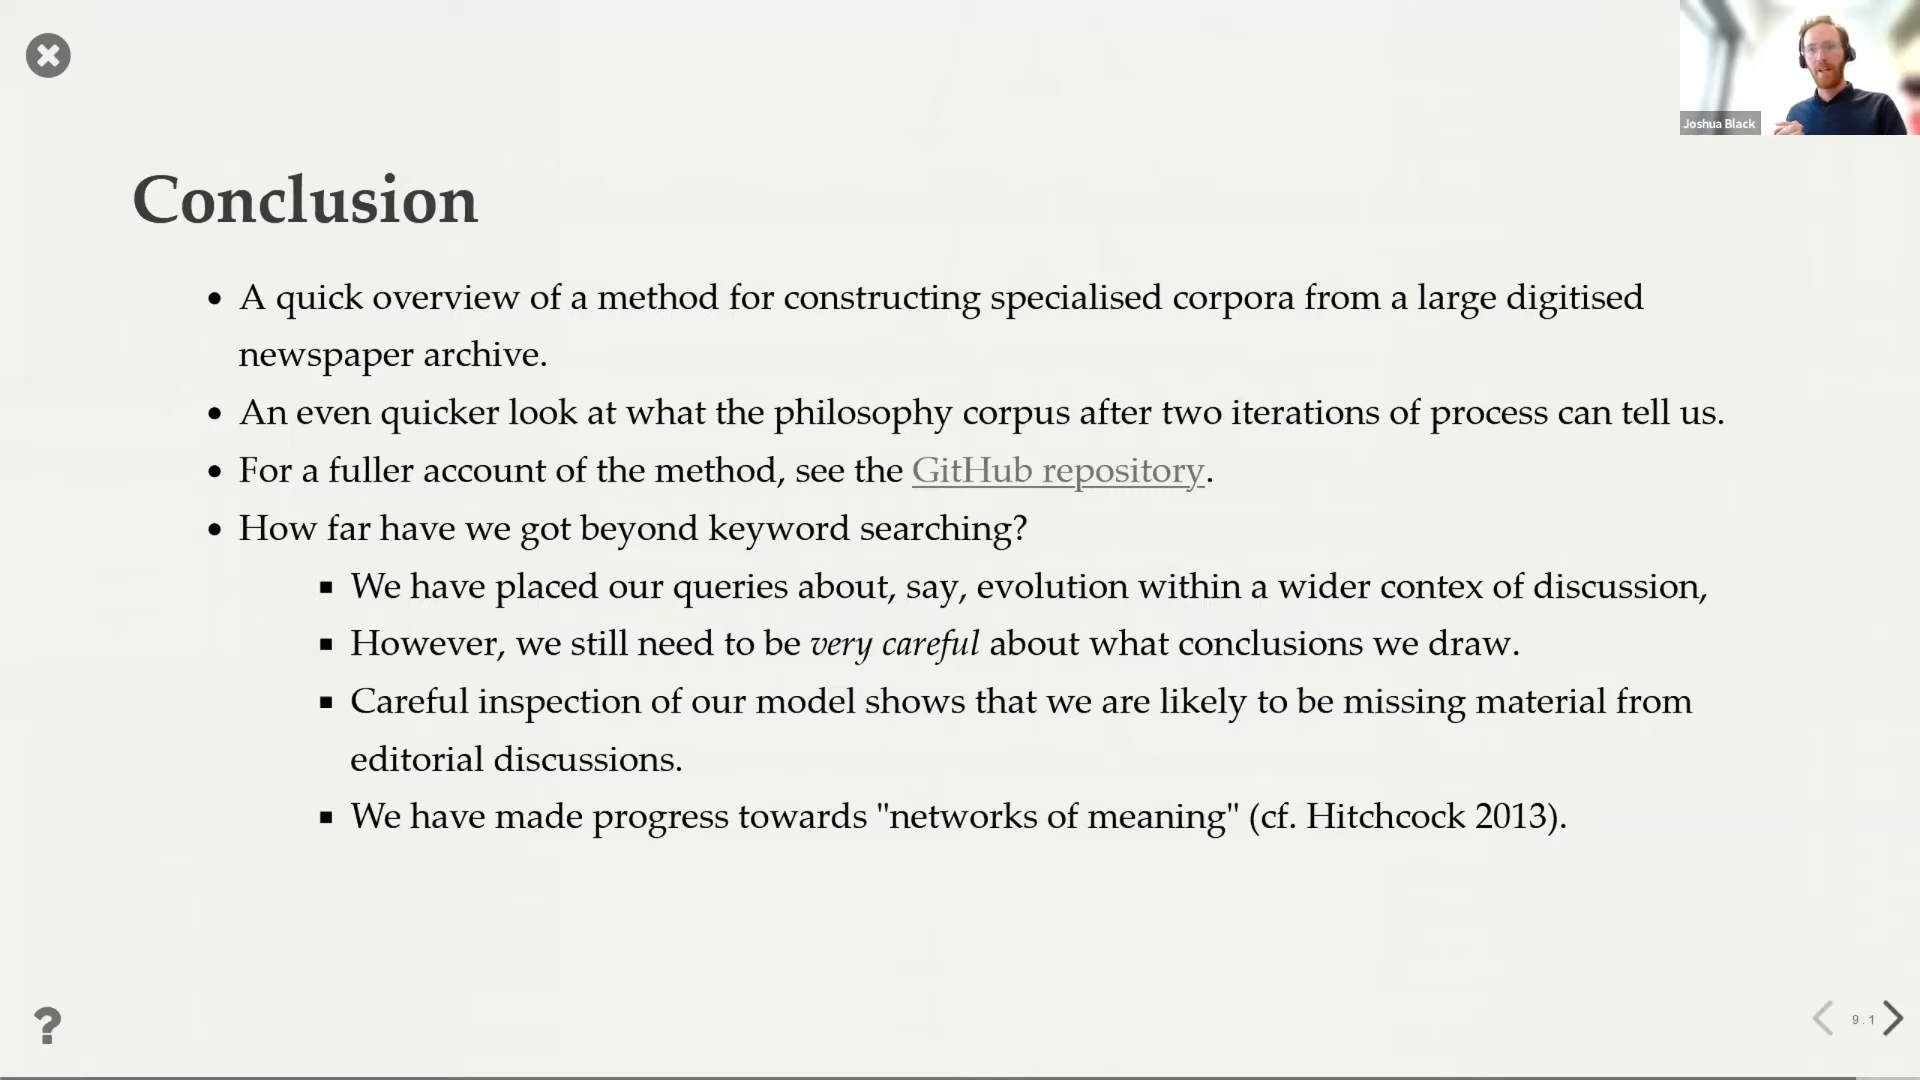 Joshua Black
Conclusion
• A quick overview of a method for constructing specialised corpora from a large digitised
newspaper archive.
• An even quicker look at what the philosophy corpus after two iterations of process can tell us.
• For a fuller account of the method, see the GitHub repository.
• How far have we got beyond keyword searching?
▪ We have placed our queries about, say, evolution within a wider contex of discussion,
▪ However, we still need to be very careful about what conclusions we draw.
▪ Careful inspection of our model shows that we are likely to be missing material from
editorial discussions.
▪ We have made progress towards "networks of meaning" (cf. Hitchcock 2013).
?
9.1